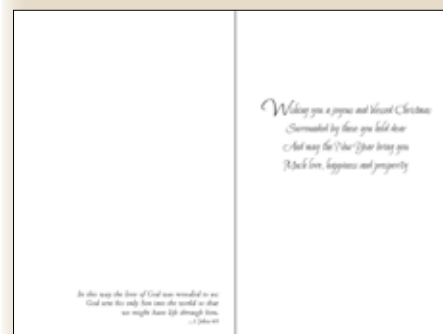 Wishing you a joyous and blessed Christmas
Surrounded by those you hold dear
And may the New Year bring you
Much love, happiness and prosperity
In this way the love of God was revealed to us:
God sent his only Son into the world so that
we might have life through him.
—1 John 4:9